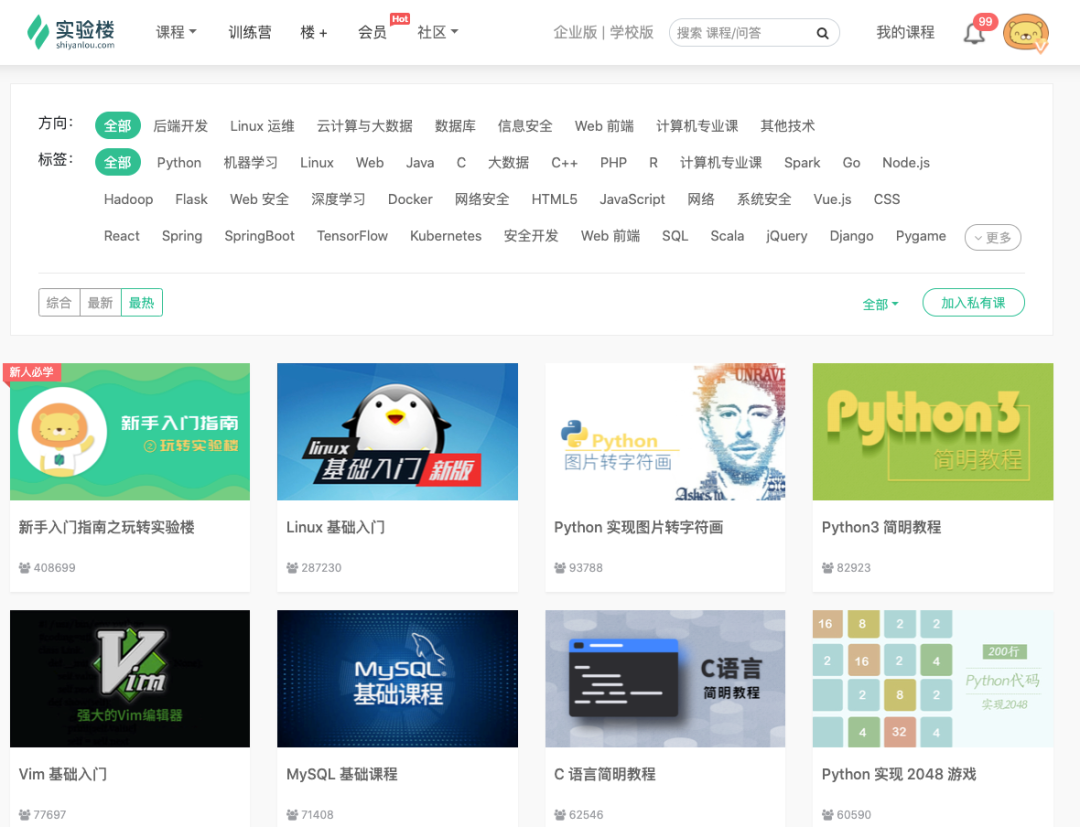 实验楼
shiyanlou.com
课程 训练营 楼 + 会员 Hot 社区 企业版 | 学校版 搜索 课程/问答 我的课程 99
方向： 全部 后端开发 Linux 运维 云计算与大数据 数据库 信息安全 Web 前端 计算机专业课 其他技术
标签： 全部 Python 机器学习 Linux Web Java C 大数据 C++ PHP R 计算机专业课 Spark Go Node.js
Hadoop Flask Web 安全 深度学习 Docker 网络安全 HTML5 JavaScript 网络 系统安全 Vue.js CSS
React Spring SpringBoot TensorFlow Kubernetes 安全开发 Web 前端 SQL Scala jQuery Django Pygame 更多
综合 最新 最热 全部 加入私有课
新人必学
新手入门指南
②玩转实验楼
linux
基础入门 新版
UNRAVE
Python
图片转字符画
Ashes to
Python3
简明教程
新手入门指南之玩转实验楼 Linux 基础入门 Python 实现图片转字符画 Python3 简明教程
408699 287230 93788 82923
Vim
强大的Vim编辑器
MySQL
基础课程
C语言
简明教程
16 8 2 2
2 16 2 4
2 8 2
4 32 4
200行
Python代码
实现2048
Vim 基础入门 MySQL 基础课程 C 语言简明教程 Python 实现 2048 游戏
77697 71408 62546 60590